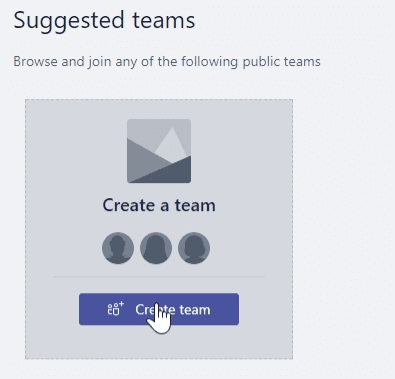 Suggested teams
Browse and join any of the following public teams
Create a team
Create team